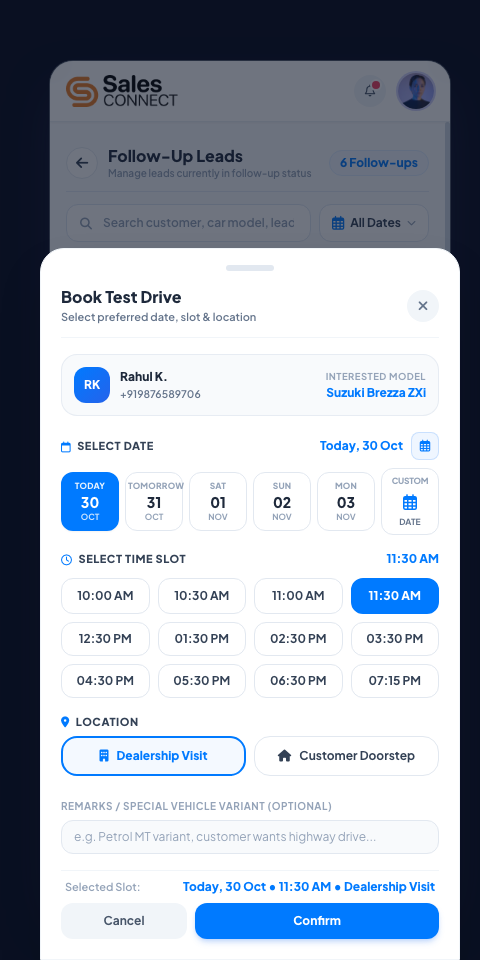 Sales
CONNECT
Follow-Up Leads
Manage leads currently in follow-up status
6 Follow-ups
Search customer, car model, leac
All Dates
Book Test Drive
Select preferred date, slot & location
RK
Rahul K.
+919876589706
INTERESTED MODEL
Suzuki Brezza ZXi
SELECT DATE
Today, 30 Oct
TODAY
30
OCT
TOMORROW
31
OCT
SAT
01
NOV
SUN
02
NOV
MON
03
NOV
CUSTOM
DATE
SELECT TIME SLOT
11:30 AM
10:00 AM
10:30 AM
11:00 AM
11:30 AM
12:30 PM
01:30 PM
02:30 PM
03:30 PM
04:30 PM
05:30 PM
06:30 PM
07:15 PM
LOCATION
Dealership Visit
Customer Doorstep
REMARKS / SPECIAL VEHICLE VARIANT (OPTIONAL)
e.g. Petrol MT variant, customer wants highway drive...
Selected Slot:
Today, 30 Oct • 11:30 AM • Dealership Visit
Cancel
Confirm